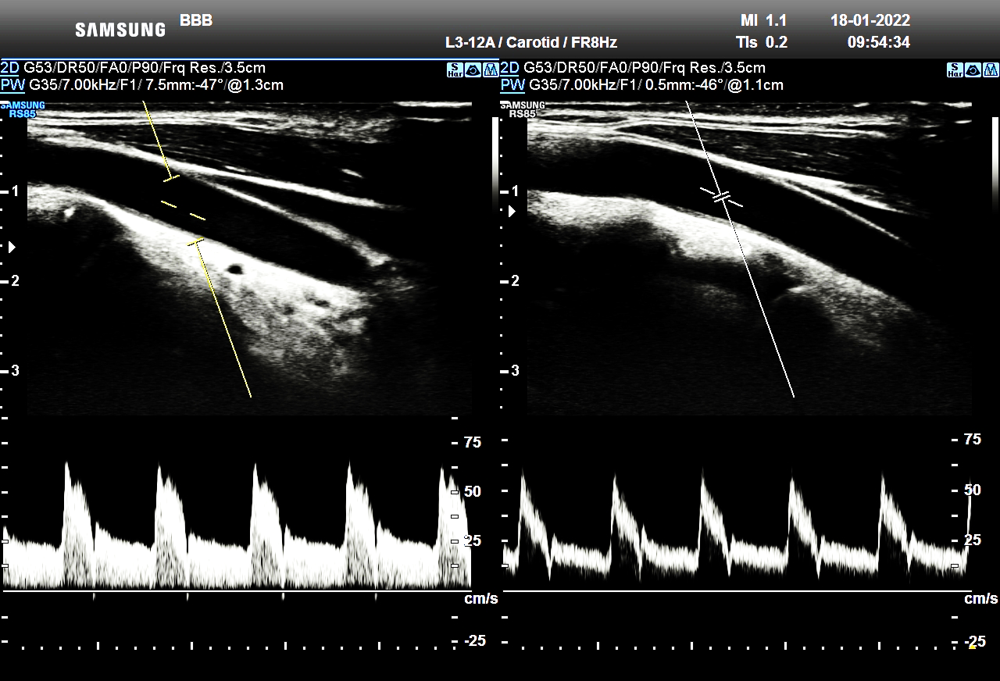 SAMSUNG BBB MI 1.1 18-01-2022
L3-12A / Carotid / FR8Hz TIs 0.2 09:54:34
2D G53/DR50/FA0/P90/Frq Res./3.5cm S Har M
PW G35/7.00kHz/F1/ 7.5mm:-47°/@1.3cm
SAMSUNG
RS85
1
2
3
75
50
25
cm/s
-25
2D G53/DR50/FA0/P90/Frq Res./3.5cm S Har M
PW G35/7.00kHz/F1/ 0.5mm:-46°/@1.1cm
SAMSUNG
RS85
1
2
3
75
50
25
cm/s
-25